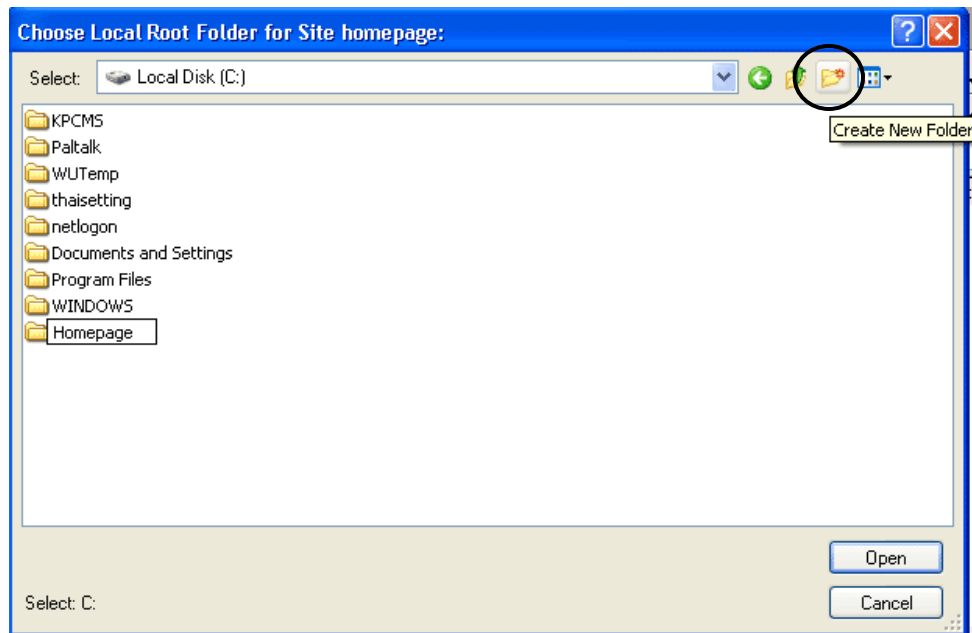 Choose Local Root Folder for Site homepage:
Select: Local Disk (C:)
Create New Folder
KPCMS
Paltalk
WUTemp
thaisetting
netlogon
Documents and Settings
Program Files
WINDOWS
Homepage
Open
Select: C:
Cancel